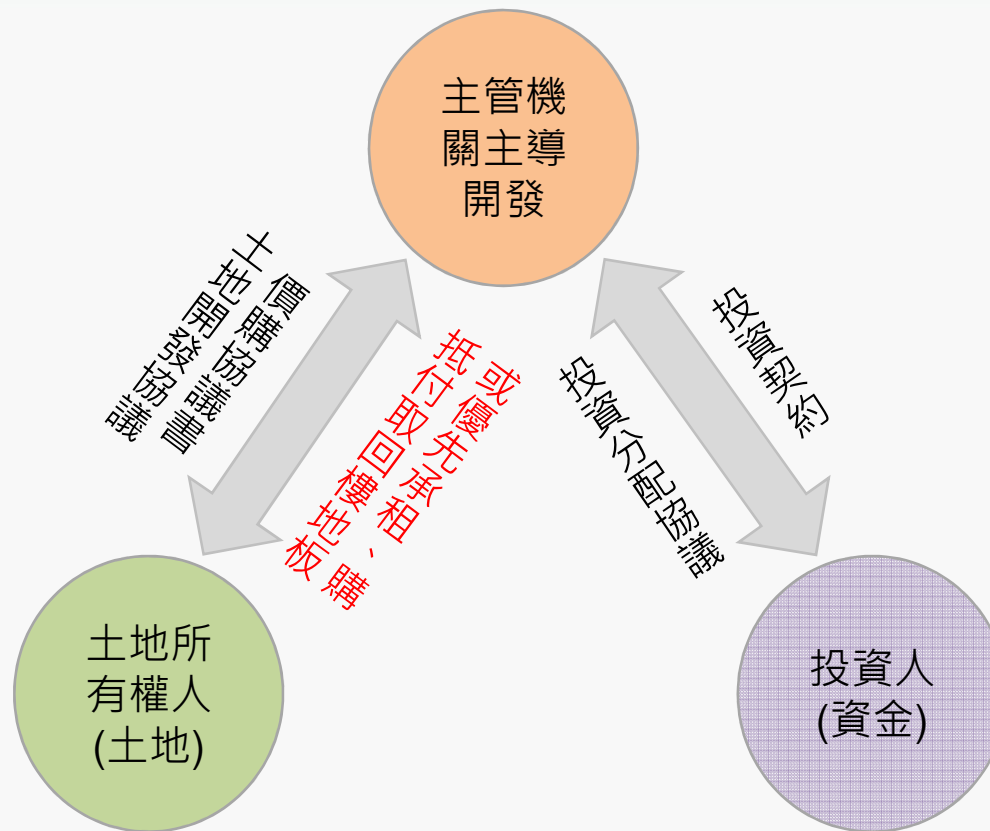 主管機
關主導
開發
土地開發協議
價購協議書
抵付取回樓地板
或優先承租、購
投資分配協議
投資契約
土地所
有權人
(土地)
投資人
(資金)